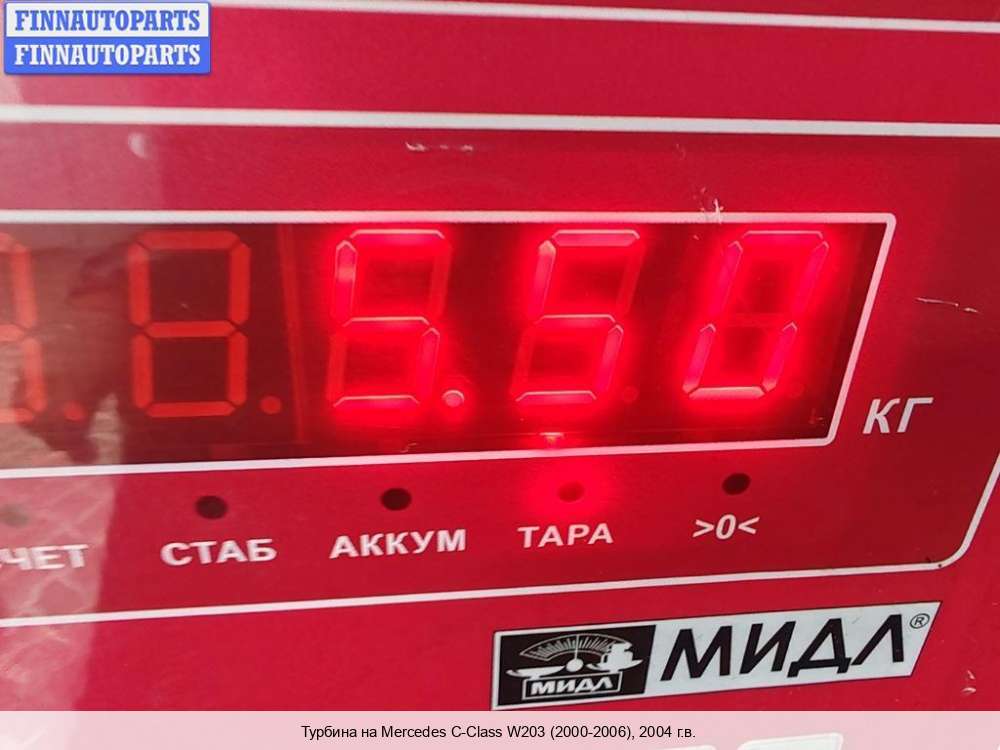 FINNAUTOPARTS
FINNAUTOPARTS
5.50
КГ
ЧЕТ СТАБ АККУМ ТАРА >0<
МИДЛ МИДЛ®
Турбина на Mercedes C-Class W203 (2000-2006), 2004 г.в.